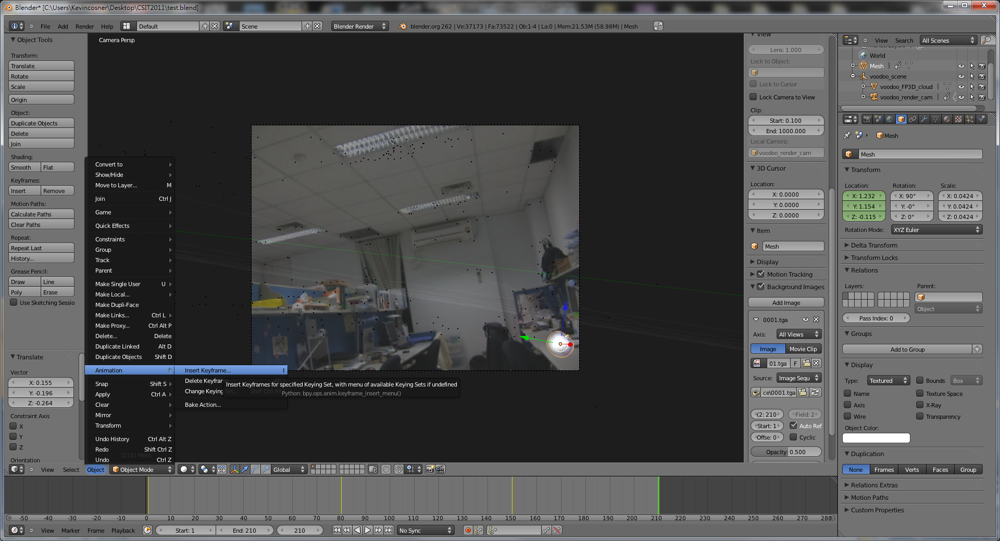 Blender* [C:\Users\Kevincosner\Desktop\CSIT2011\test.blend]
File Add Render Help Default Scene Blender Render blender.org 262 | Ve:37173 | Fa:73522 | Ob:1-4 | La:0 | Mem:21.53M (58.98M) | Mesh
Object Tools
Transform:
Translate
Rotate
Scale
Origin
Object:
Duplicate Objects
Delete
Join
Shading:
Smooth Flat
Keyframes:
Insert Remove
Motion Paths:
Calculate Paths
Clear Paths
Repeat:
Repeat Last
History...
Grease Pencil:
Draw Line
Poly Erase
Use Sketching Sessio
Translate
Vector
X: 0.155
Y: -0.196
Z: -0.264
Constraint Axis
X
Y
Z
Orientation
Camera Persp
Convert to
Show/Hide
Move to Layer... M
Join Ctrl J
Game
Quick Effects
Constraints
Group
Track
Parent
Make Single User U
Make Local...
Make Dupli-Face
Make Links... Ctrl L
Make Proxy... Ctrl Alt P
Delete... Delete
Duplicate Linked Alt D
Duplicate Objects Shift D
Animation
Snap Shift S
Apply Ctrl A
Clear
Mirror
Transform
Undo History Ctrl Alt Z
Redo Shift Ctrl Z
(210) Mesh
Undo Ctrl Z
Insert Keyframe... I
Delete Keyfram
Change Keying Set... Shift Ctrl Al
Bake Action...
Insert Keyframes for specified Keying Set, with menu of available Keying Sets if undefined
Python: bpy.ops.anim.keyframe_insert_menu()
View Select Object Object Mode Global
View
Lens: 1.000
Lock to Object:
Lock to Cursor
Lock Camera to View
Clip:
Start: 0.100
End: 1000.000
Local Camera:
voodoo_render_cam
3D Cursor
Location:
X: 0.0000
Y: 0.0000
Z: 0.0000
Item
Mesh
Display
Motion Tracking
Background Images
Add Image
0001.tga
Axis: All Views
Image Movie Clip
01.tga F
Source: Image Sequ
ce\0001.tga
(2: 210 Field: 2
Start: 1 Auto Ref
Offse: 0 Cyclic
Opacity: 0.500
View Search All Scenes
World
Mesh
voodoo_scene
voodoo_FP3D_cloud
voodoo_render_cam
Mesh
Mesh
Transform
Location: Rotation: Scale:
X: 1.232 X: 90° X: 0.0424
Y: 1.154 Y: -0° Y: 0.0424
Z: -0.115 Z: 0° Z: 0.0424
Rotation Mode: XYZ Euler
Delta Transform
Transform Locks
Relations
Layers: Parent:
Object
Pass Index: 0
Groups
Add to Group
Display
Type: Textured Bounds Box
Name Texture Space
Axis X-Ray
Wire Transparency
Object Color:
Duplication
None Frames Verts Faces Group
Relations Extras
Motion Paths
Custom Properties
-50 -40 -30 -20 -10 0 10 20 30 40 50 60 70 80 90 100 110 120 130 140 150 160 170 180 190 200 210 220 230 240 250 260 270 280
View Marker Frame Playback Start: 1 End: 210 210 No Sync